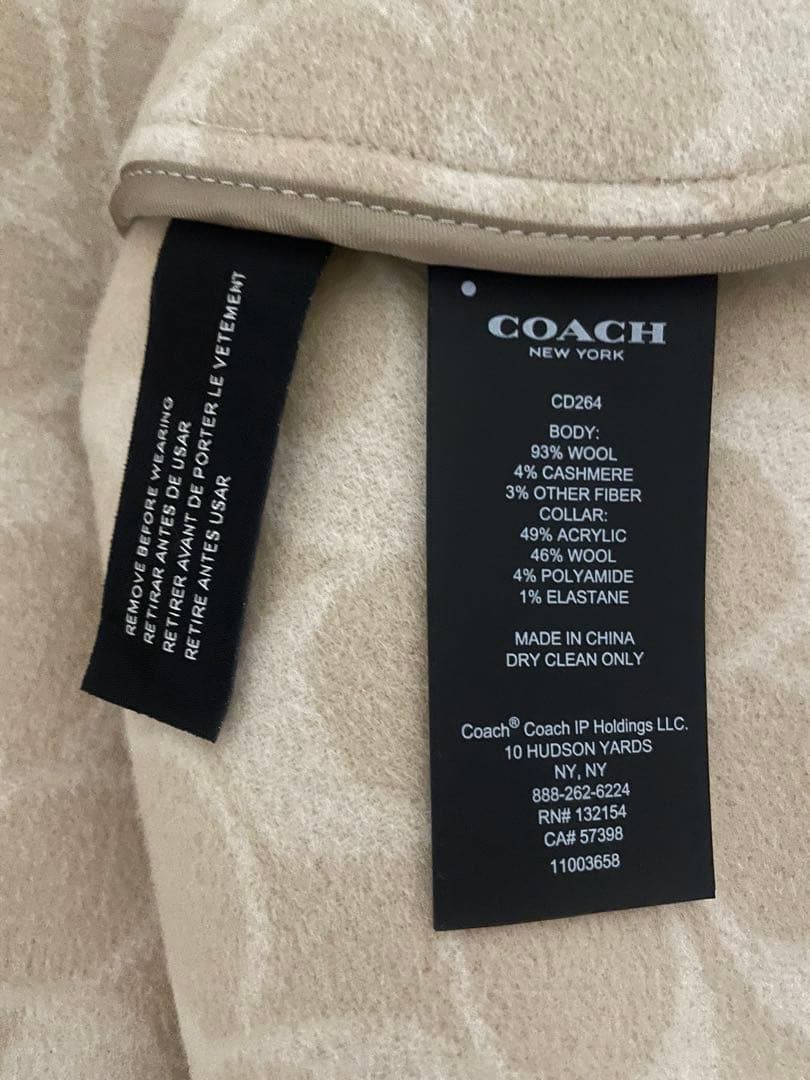 REMOVE BEFORE WEARING
RETIRAR ANTES DE USAR
RETIRER AVANT DE PORTER LE VETEMENT
RETIRE ANTES USAR
COACH
NEW YORK
CD264
BODY:
93% WOOL
4% CASHMERE
3% OTHER FIBER
COLLAR:
49% ACRYLIC
46% WOOL
4% POLYAMIDE
1% ELASTANE
MADE IN CHINA
DRY CLEAN ONLY
Coach® Coach IP Holdings LLC.
10 HUDSON YARDS
NY, NY
888-262-6224
RN# 132154
CA# 57398
11003658